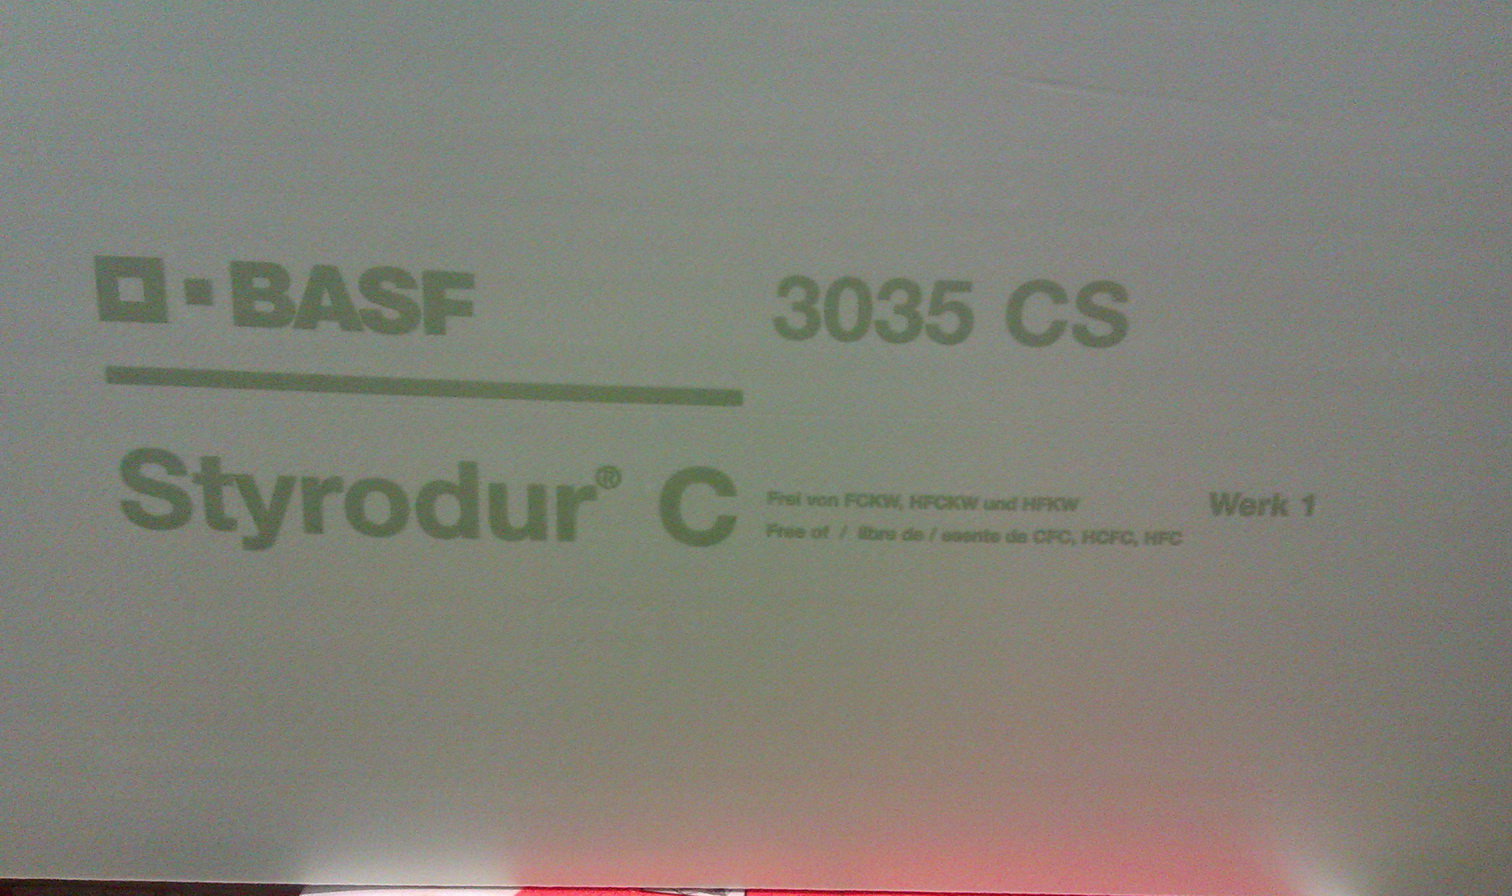 BASF
3035 CS
Styrodur® C
Frei von FCKW, HFCKW und HFKW
Free of / libre de / esente da CFC, HCFC, HFC
Werk 1